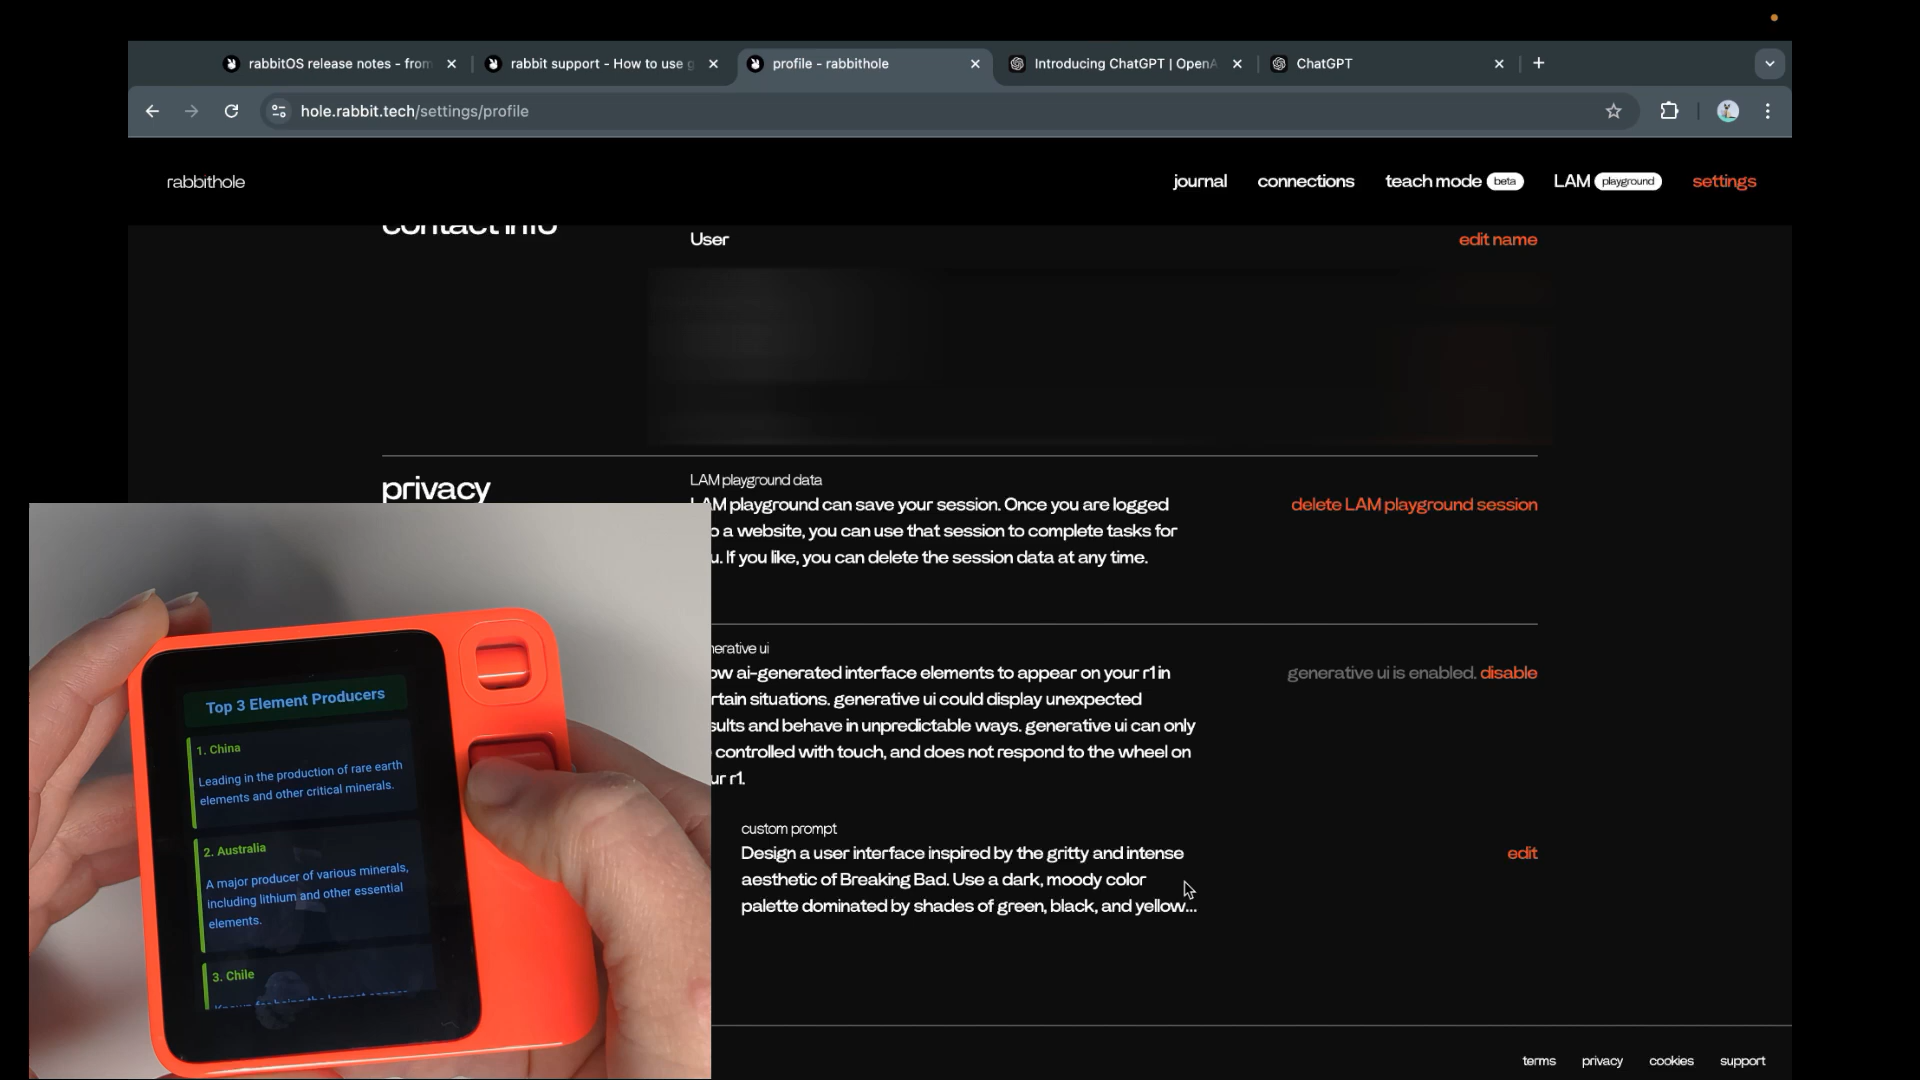 rabbitOS release notes - from
rabbit support - How to use g
profile - rabbithole
Introducing ChatGPT | OpenA
ChatGPT
hole.rabbit.tech/settings/profile
rabbithole
journal
connections
teach mode beta
LAM playground
settings
contact info
User
edit name
privacy
LAM playground data
LAM playground can save your session. Once you are logged
o a website, you can use that session to complete tasks for
u. If you like, you can delete the session data at any time.
delete LAM playground session
nerative ui
ow ai-generated interface elements to appear on your r1 in
rtain situations. generative ui could display unexpected
sults and behave in unpredictable ways. generative ui can only
controlled with touch, and does not respond to the wheel on
ur r1.
generative ui is enabled. disable
custom prompt
Design a user interface inspired by the gritty and intense
aesthetic of Breaking Bad. Use a dark, moody color
palette dominated by shades of green, black, and yellow...
edit
Top 3 Element Producers
1. China
Leading in the production of rare earth
elements and other critical minerals.
2. Australia
A major producer of various minerals,
including lithium and other essential
elements.
3. Chile
Known for being the largest copper
terms
privacy
cookies
support